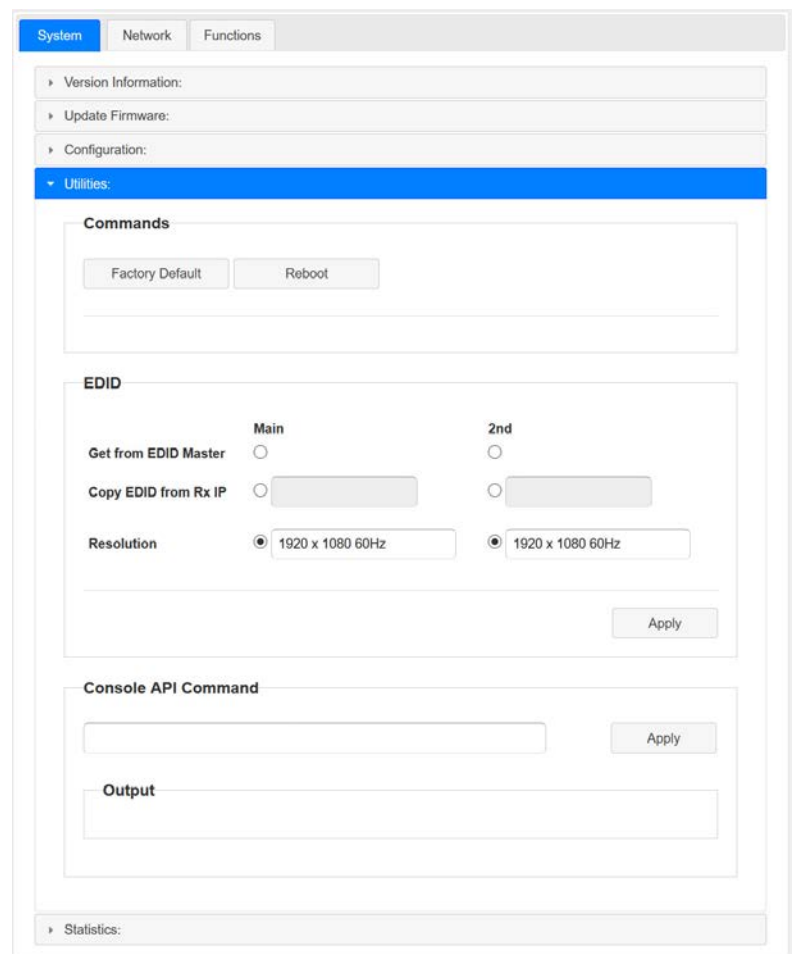 System Network Functions
Version Information:
Update Firmware:
Configuration:
Utilities:
Commands
Factory Default Reboot
EDID
Main 2nd
Get from EDID Master
Copy EDID from Rx IP
Resolution 1920 x 1080 60Hz 1920 x 1080 60Hz
Apply
Console API Command
Apply
Output
Statistics: